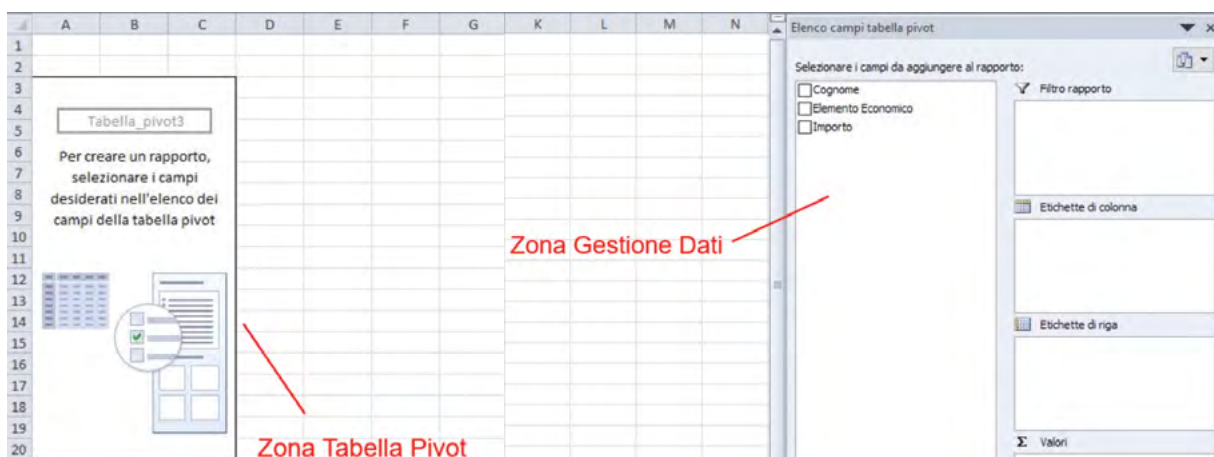 A B C D E F G K L M N
Elenco campi tabella pivot
1
2
Selezionare i campi da aggiungere al rapporto:
3
Cognome
Filtro rapporto
4
Elemento Economico
5
Tabella_pivot3
Importo
6
Per creare un rapporto,
7
selezionare i campi
8
desiderati nell'elenco dei
9
campi della tabella pivot
Etichette di colonna
10
11
Zona Gestione Dati
12
13
14
Etichette di riga
15
16
17
18
19
20
Zona Tabella Pivot
Σ Valori